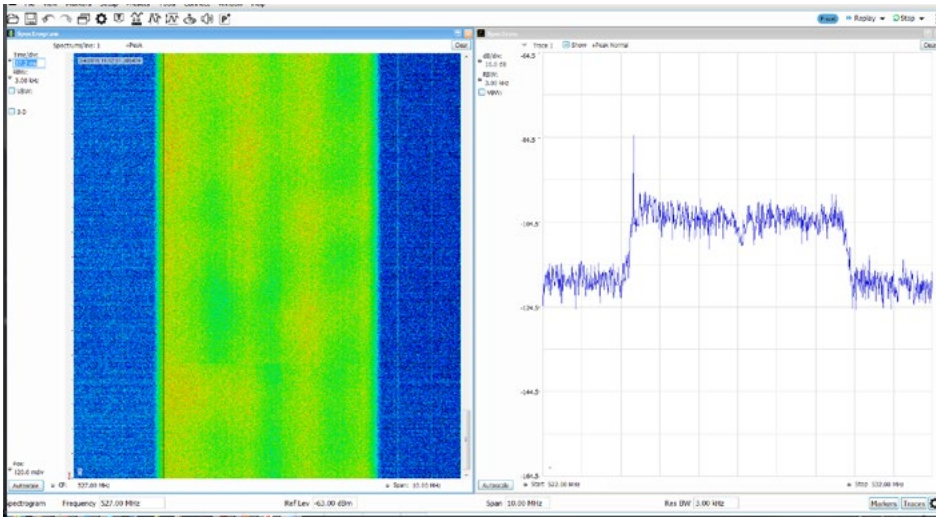 Replay Stop
Spectrogram
Spectrums/line: 1 +Peak Clear
Time/div:
RBW:
3.00 kHz
VBW:
3-D
Pos:
Autoscale CF: 527.00 MHz Span: 10.00 MHz
Spectrum
Trace 1 Show +Peak Normal Clear
dB/div:
10.0 dB
RBW:
3.00 kHz
VBW:
-64.5
-84.5
-104.5
-124.5
-144.5
-164.5
Autoscale Start 522.00 MHz Stop 532.00 MHz
Spectrogram Frequency 527.00 MHz Ref Lev -63.00 dBm Span 10.00 MHz Res BW 3.00 kHz Markers Traces